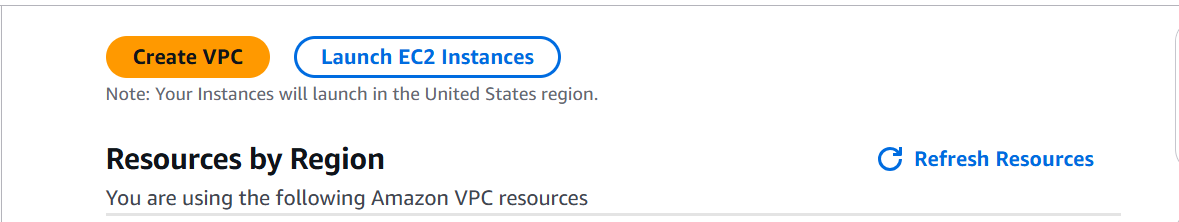 Create VPC
Launch EC2 Instances
Note: Your Instances will launch in the United States region.
Resources by Region
Refresh Resources
You are using the following Amazon VPC resources